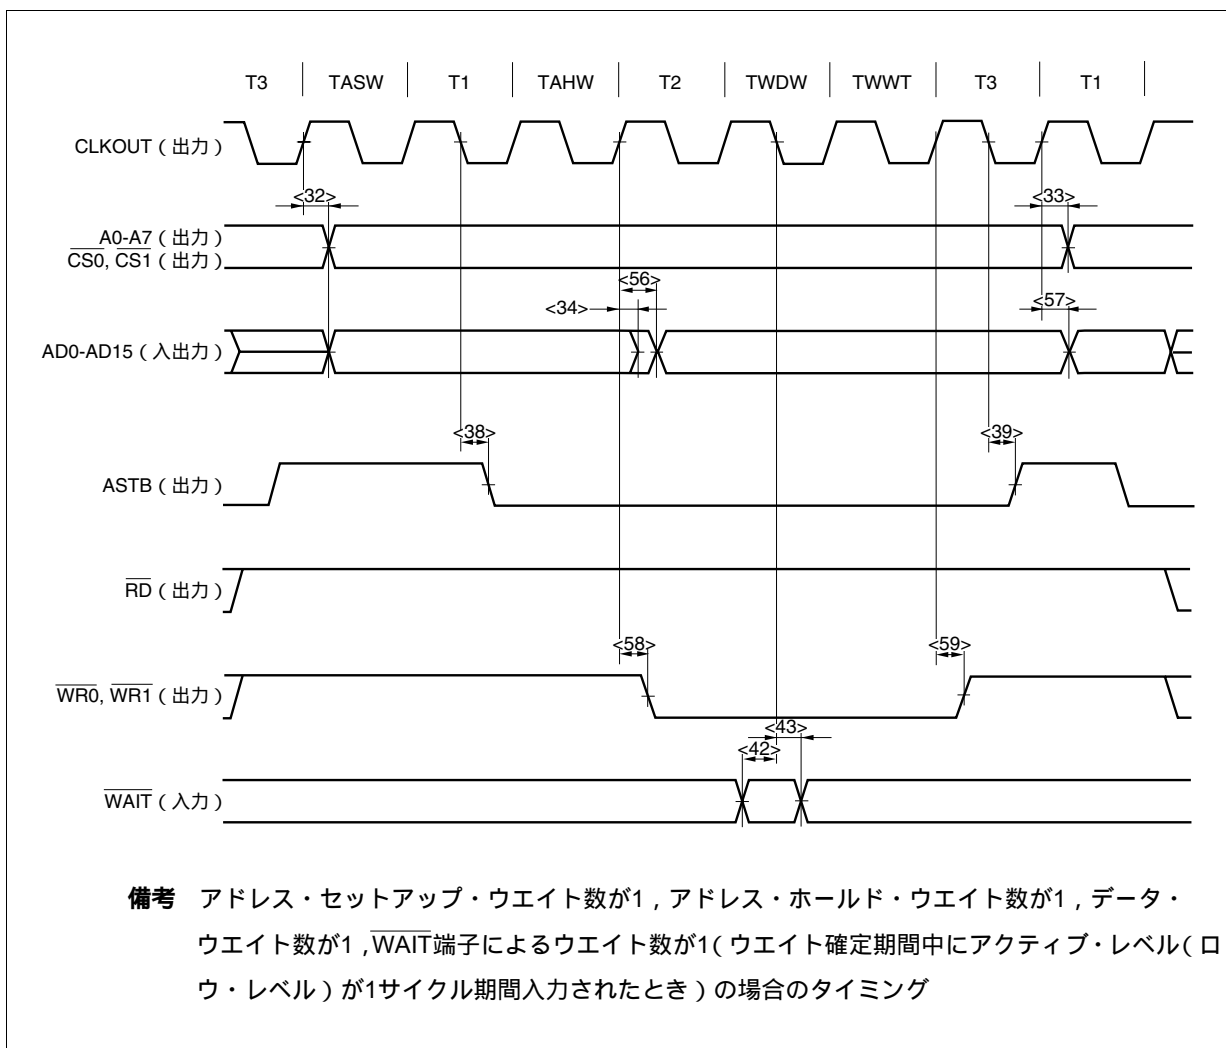 T3 TASW T1 TAHW T2 TWDW TWWT T3 T1
CLKOUT(出力)
<32> <33>
A0-A7(出力)
CS0, CS1(出力)
<56>
<34> <57>
AD0-AD15(入出力)
<38> <39>
ASTB(出力)
RD(出力)
<58> <59>
WR0, WR1(出力)
<43>
<42>
WAIT(入力)
備考 アドレス・セットアップ・ウエイト数が1,アドレス・ホールド・ウエイト数が1,データ・
ウエイト数が1,WAIT端子によるウエイト数が1(ウエイト確定期間中にアクティブ・レベル(ロ
ウ・レベル)が1サイクル期間入力されたとき)の場合のタイミング